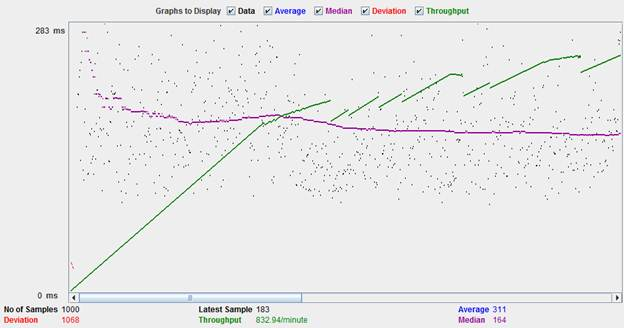 Graphs to Display Data Average Median Deviation Throughput
283 ms
0 ms
No of Samples 1000 Latest Sample 183 Average 311
Deviation 1068 Throughput 832.94/minute Median 164